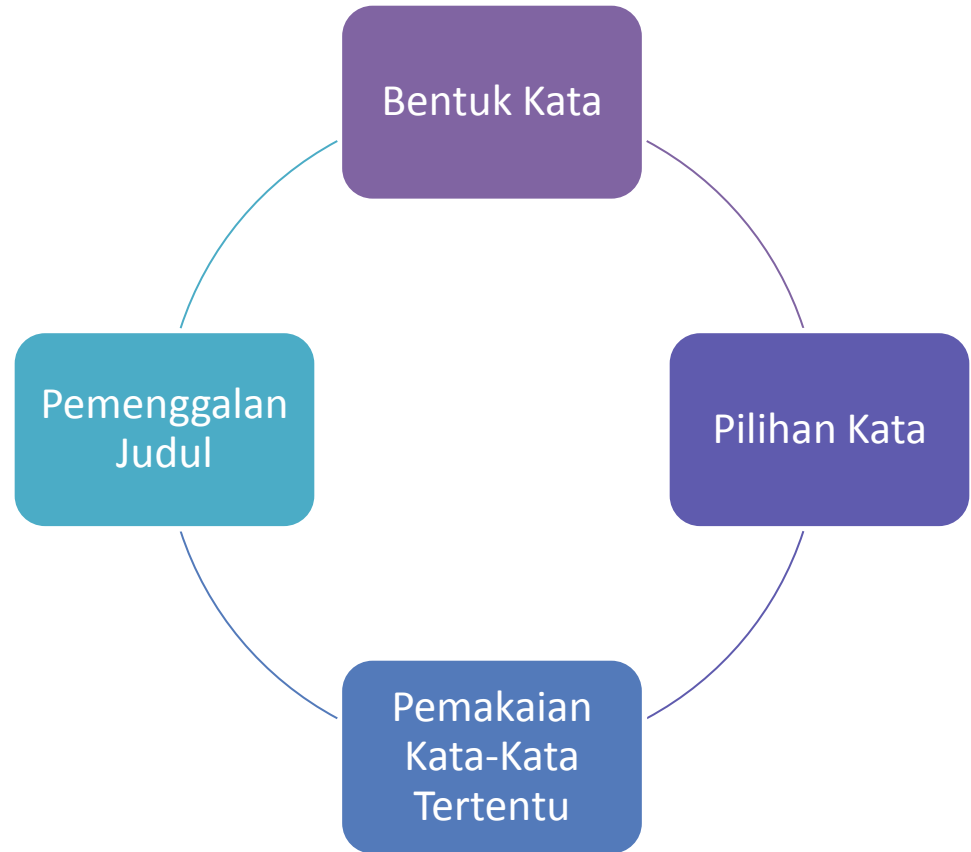 Bentuk Kata
Pilihan Kata
Pemakaian
Kata-Kata
Tertentu
Pemenggalan
Judul